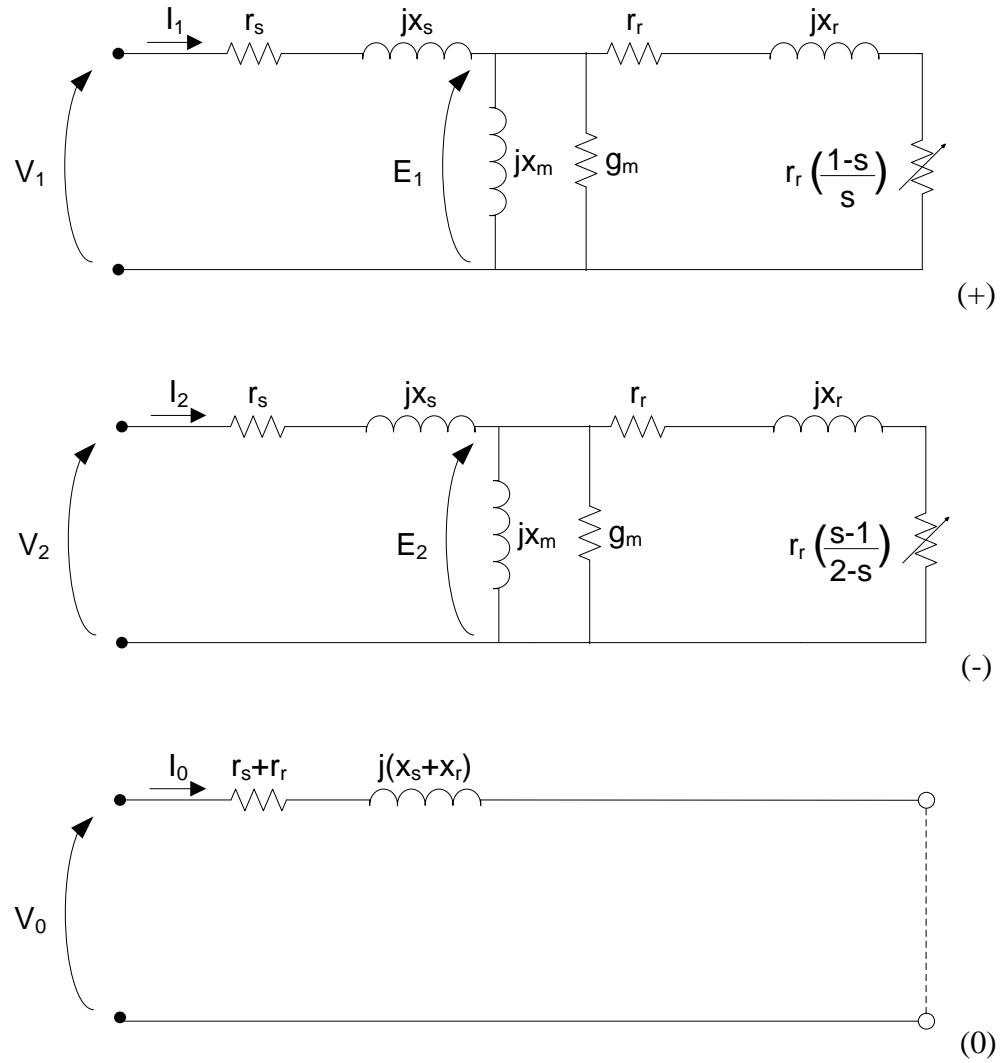 I₁ rₛ jxₛ rᵣ jxᵣ
V₁ E₁ jxₘ gₘ rᵣ (1-s/s)
(+)
I₂ rₛ jxₛ rᵣ jxᵣ
V₂ E₂ jxₘ gₘ rᵣ (s-1/2-s)
(-)
I₀ rₛ+rᵣ j(xₛ+xᵣ)
V₀
(0)